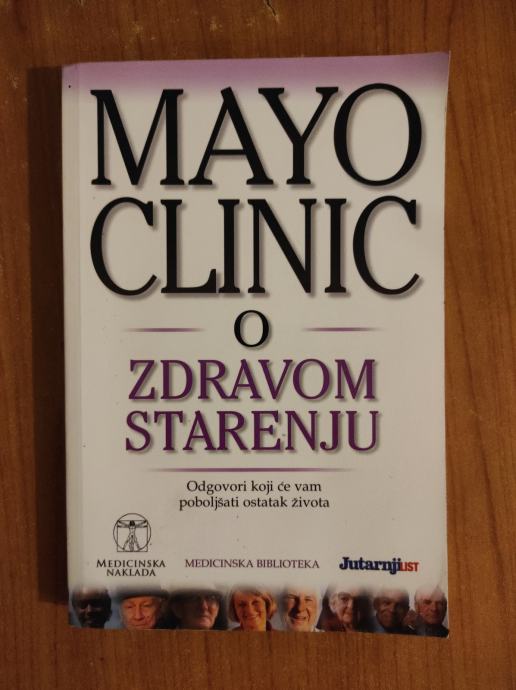 MAYO
CLINIC
O
ZDRAVOM
STARENJU
Odgovori koji će vam
poboljšati ostatak života
MEDICINSKA
NAKLADA
MEDICINSKA BIBLIOTEKA
JutarnjiLIST